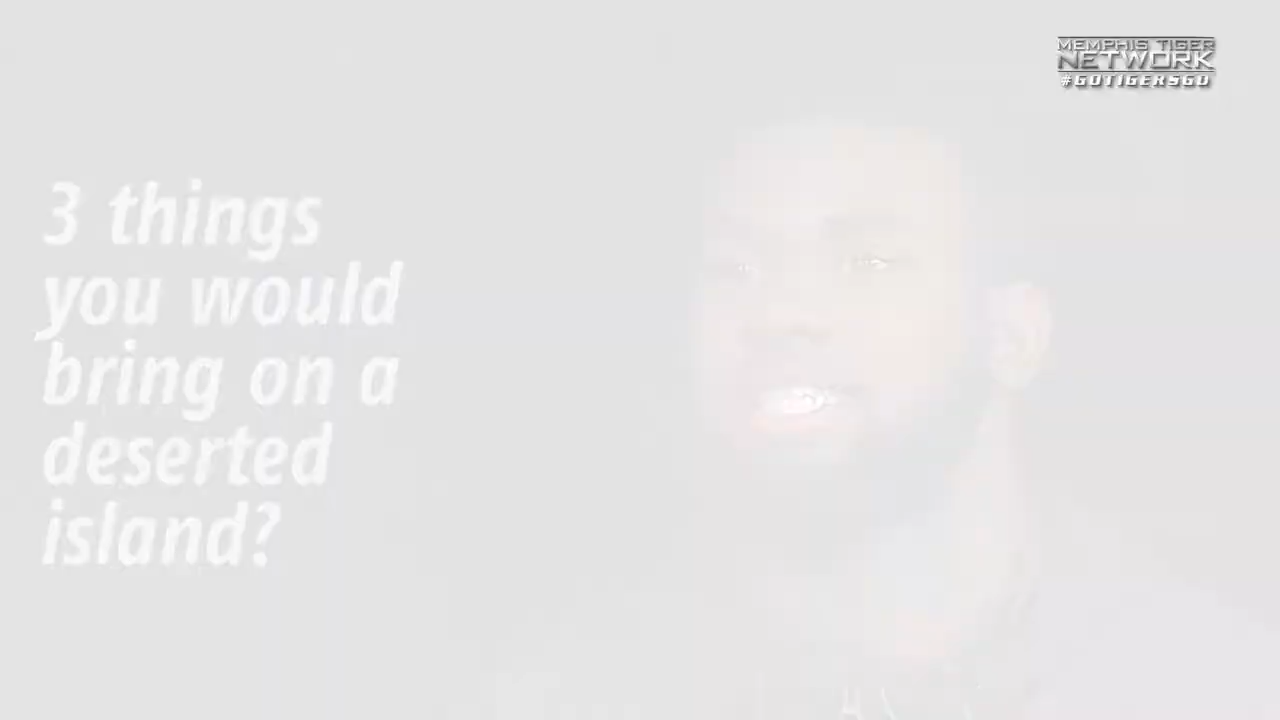 MEMPHIS TIGER
NETWORK
#GOTIGERSGO
3 things
you would
bring on a
deserted
island?